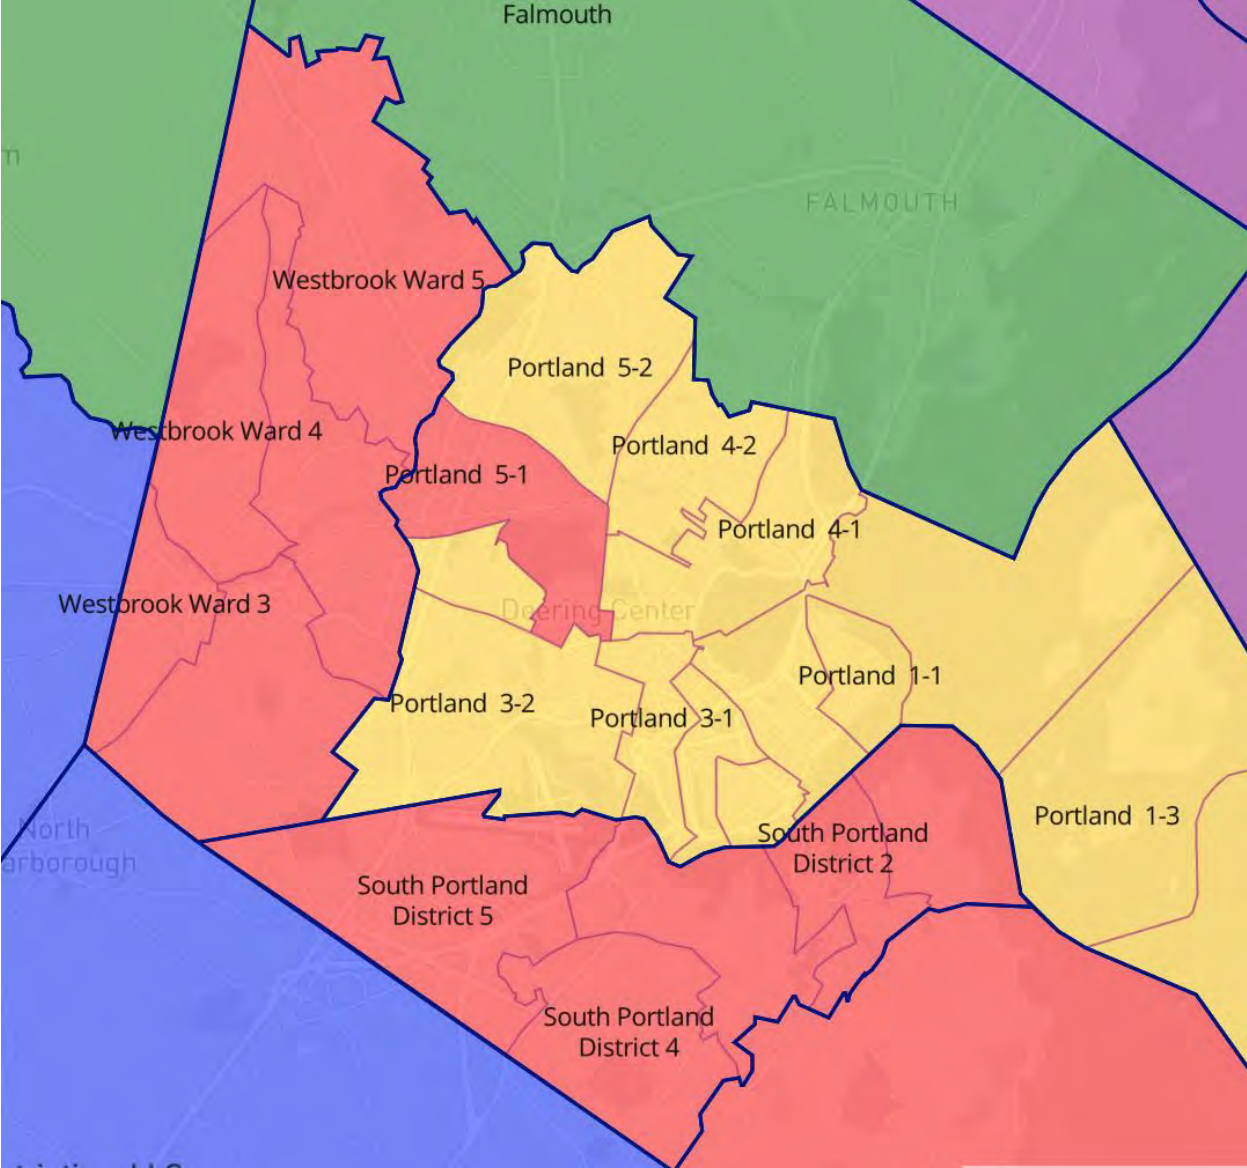 Falmouth
FALMOUTH
Westbrook Ward 5
Portland 5-2
Westbrook Ward 4
Portland 4-2
Portland 5-1
Portland 4-1
Westbrook Ward 3
Deering Center
Portland 1-1
Portland 3-2
Portland 3-1
Portland 1-3
North
arborough
South Portland
District 2
South Portland
District 5
South Portland
District 4